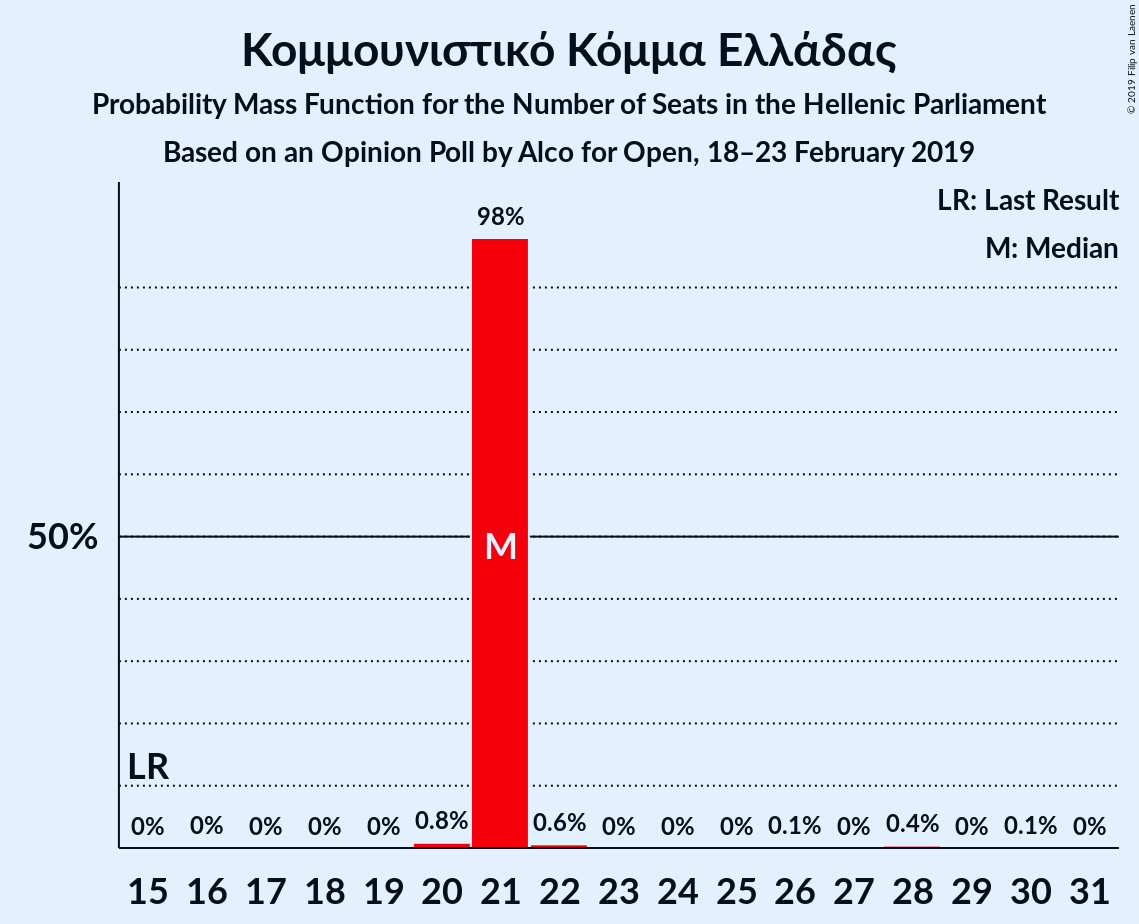 Κομμουνιστικό Κόμμα Ελλάδας
Probability Mass Function for the Number of Seats in the Hellenic Parliament
Based on an Opinion Poll by Alco for Open, 18–23 February 2019
© 2019 Filip van Laenen
LR: Last Result
M: Median
98%
50%
M
LR
0% 0% 0% 0% 0% 0.8% 0.6% 0% 0% 0% 0.1% 0% 0.4% 0% 0.1% 0%
15 16 17 18 19 20 21 22 23 24 25 26 27 28 29 30 31